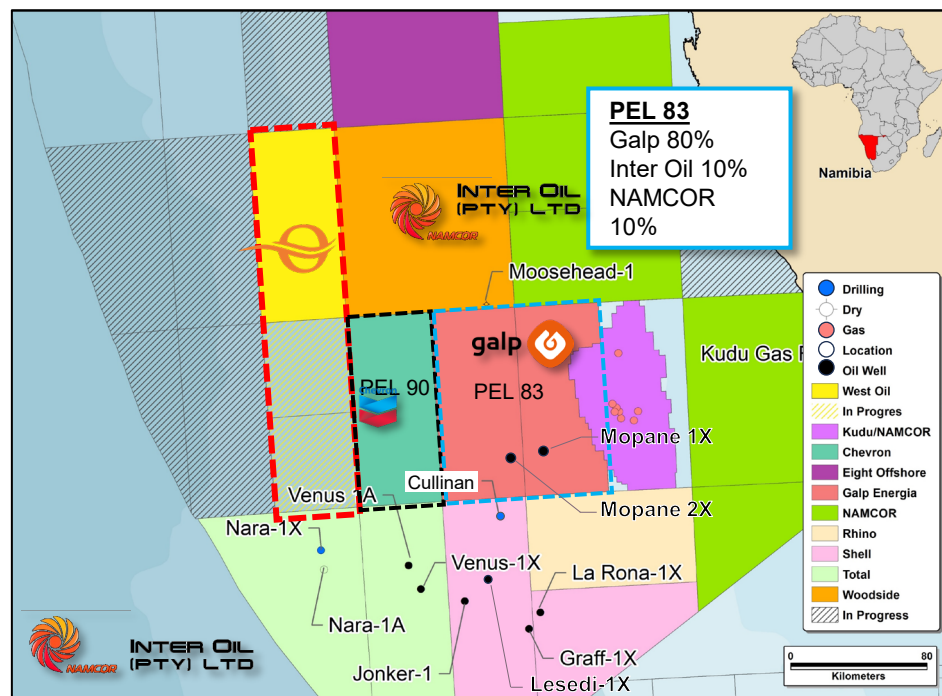 PEL 83
Galp 80%
Inter Oil 10%
NAMCOR
10%
Namibia
INTER OIL
(PTY) LTD
NAMCOR
Moosehead-1
Drilling
Dry
Gas
Location
Oil Well
West Oil
In Progres
Kudu/NAMCOR
Chevron
Eight Offshore
Galp Energia
NAMCOR
Rhino
Shell
Total
Woodside
In Progress
galp
Kudu Gas F
PEL 90
PEL 83
Mopane 1X
Cullinan
Venus 1A
Mopane 2X
Nara-1X
Venus-1X
La Rona-1X
Nara-1A
Jonker-1
Graff-1X
Lesedi-1X
INTER OIL
(PTY) LTD
NAMCOR
0 80
Kilometers